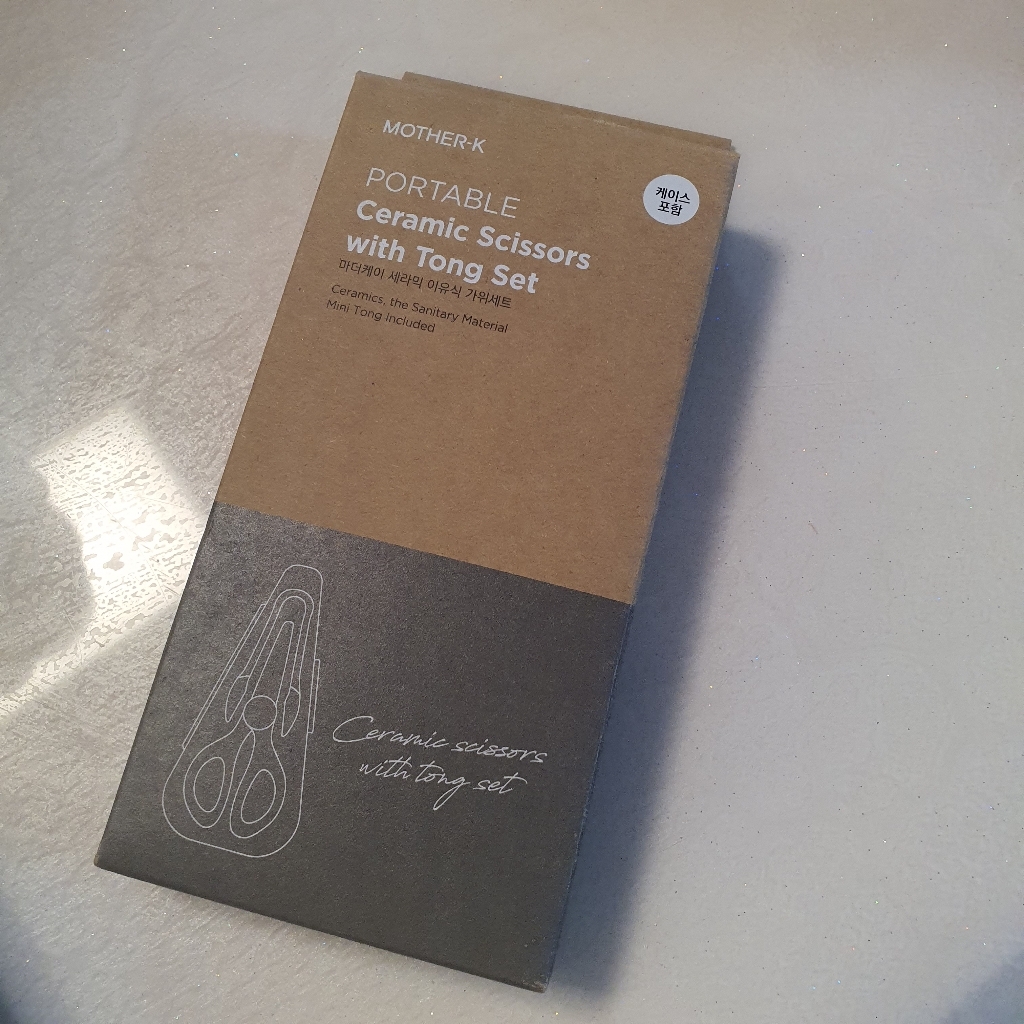 MOTHER-K
케이스
포함
PORTABLE
Ceramic Scissors
with Tong Set
마더케이 세라믹 이유식 가위세트
Ceramics, the Sanitary Material
Mini Tong Included
Ceramic scissors
with tong set